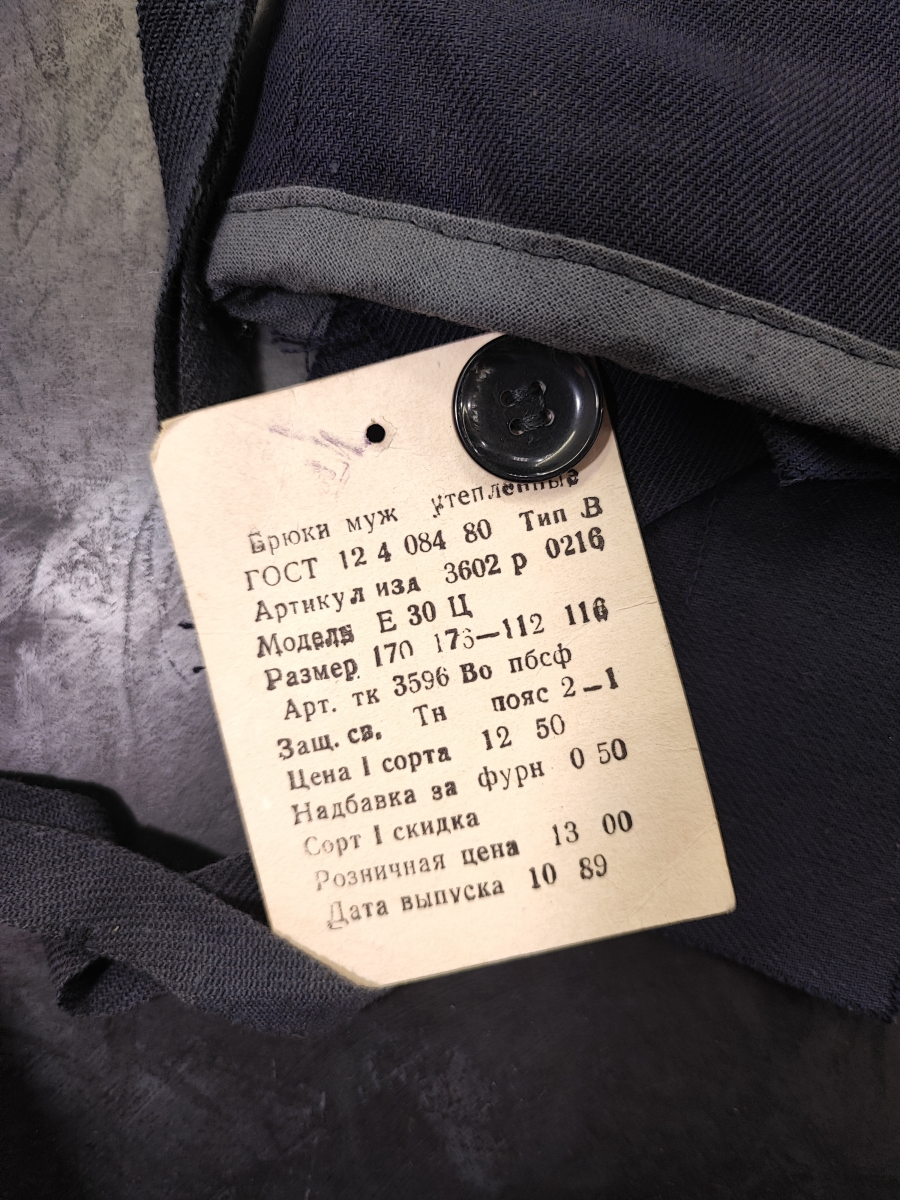 Брюки муж утепленные
ГОСТ 12 4 084 80 Тип В
Артикул изд 3602 р 0216
Модель Е 30 Ц
Размер 170 176—112 116
Арт. тк 3596 Во пбсф
Защ. св. Тн пояс 2—1
Цена I сорта 12 50
Надбавка за фурн 0 50
Сорт I скидка
Розничная цена 13 00
Дата выпуска 10 89